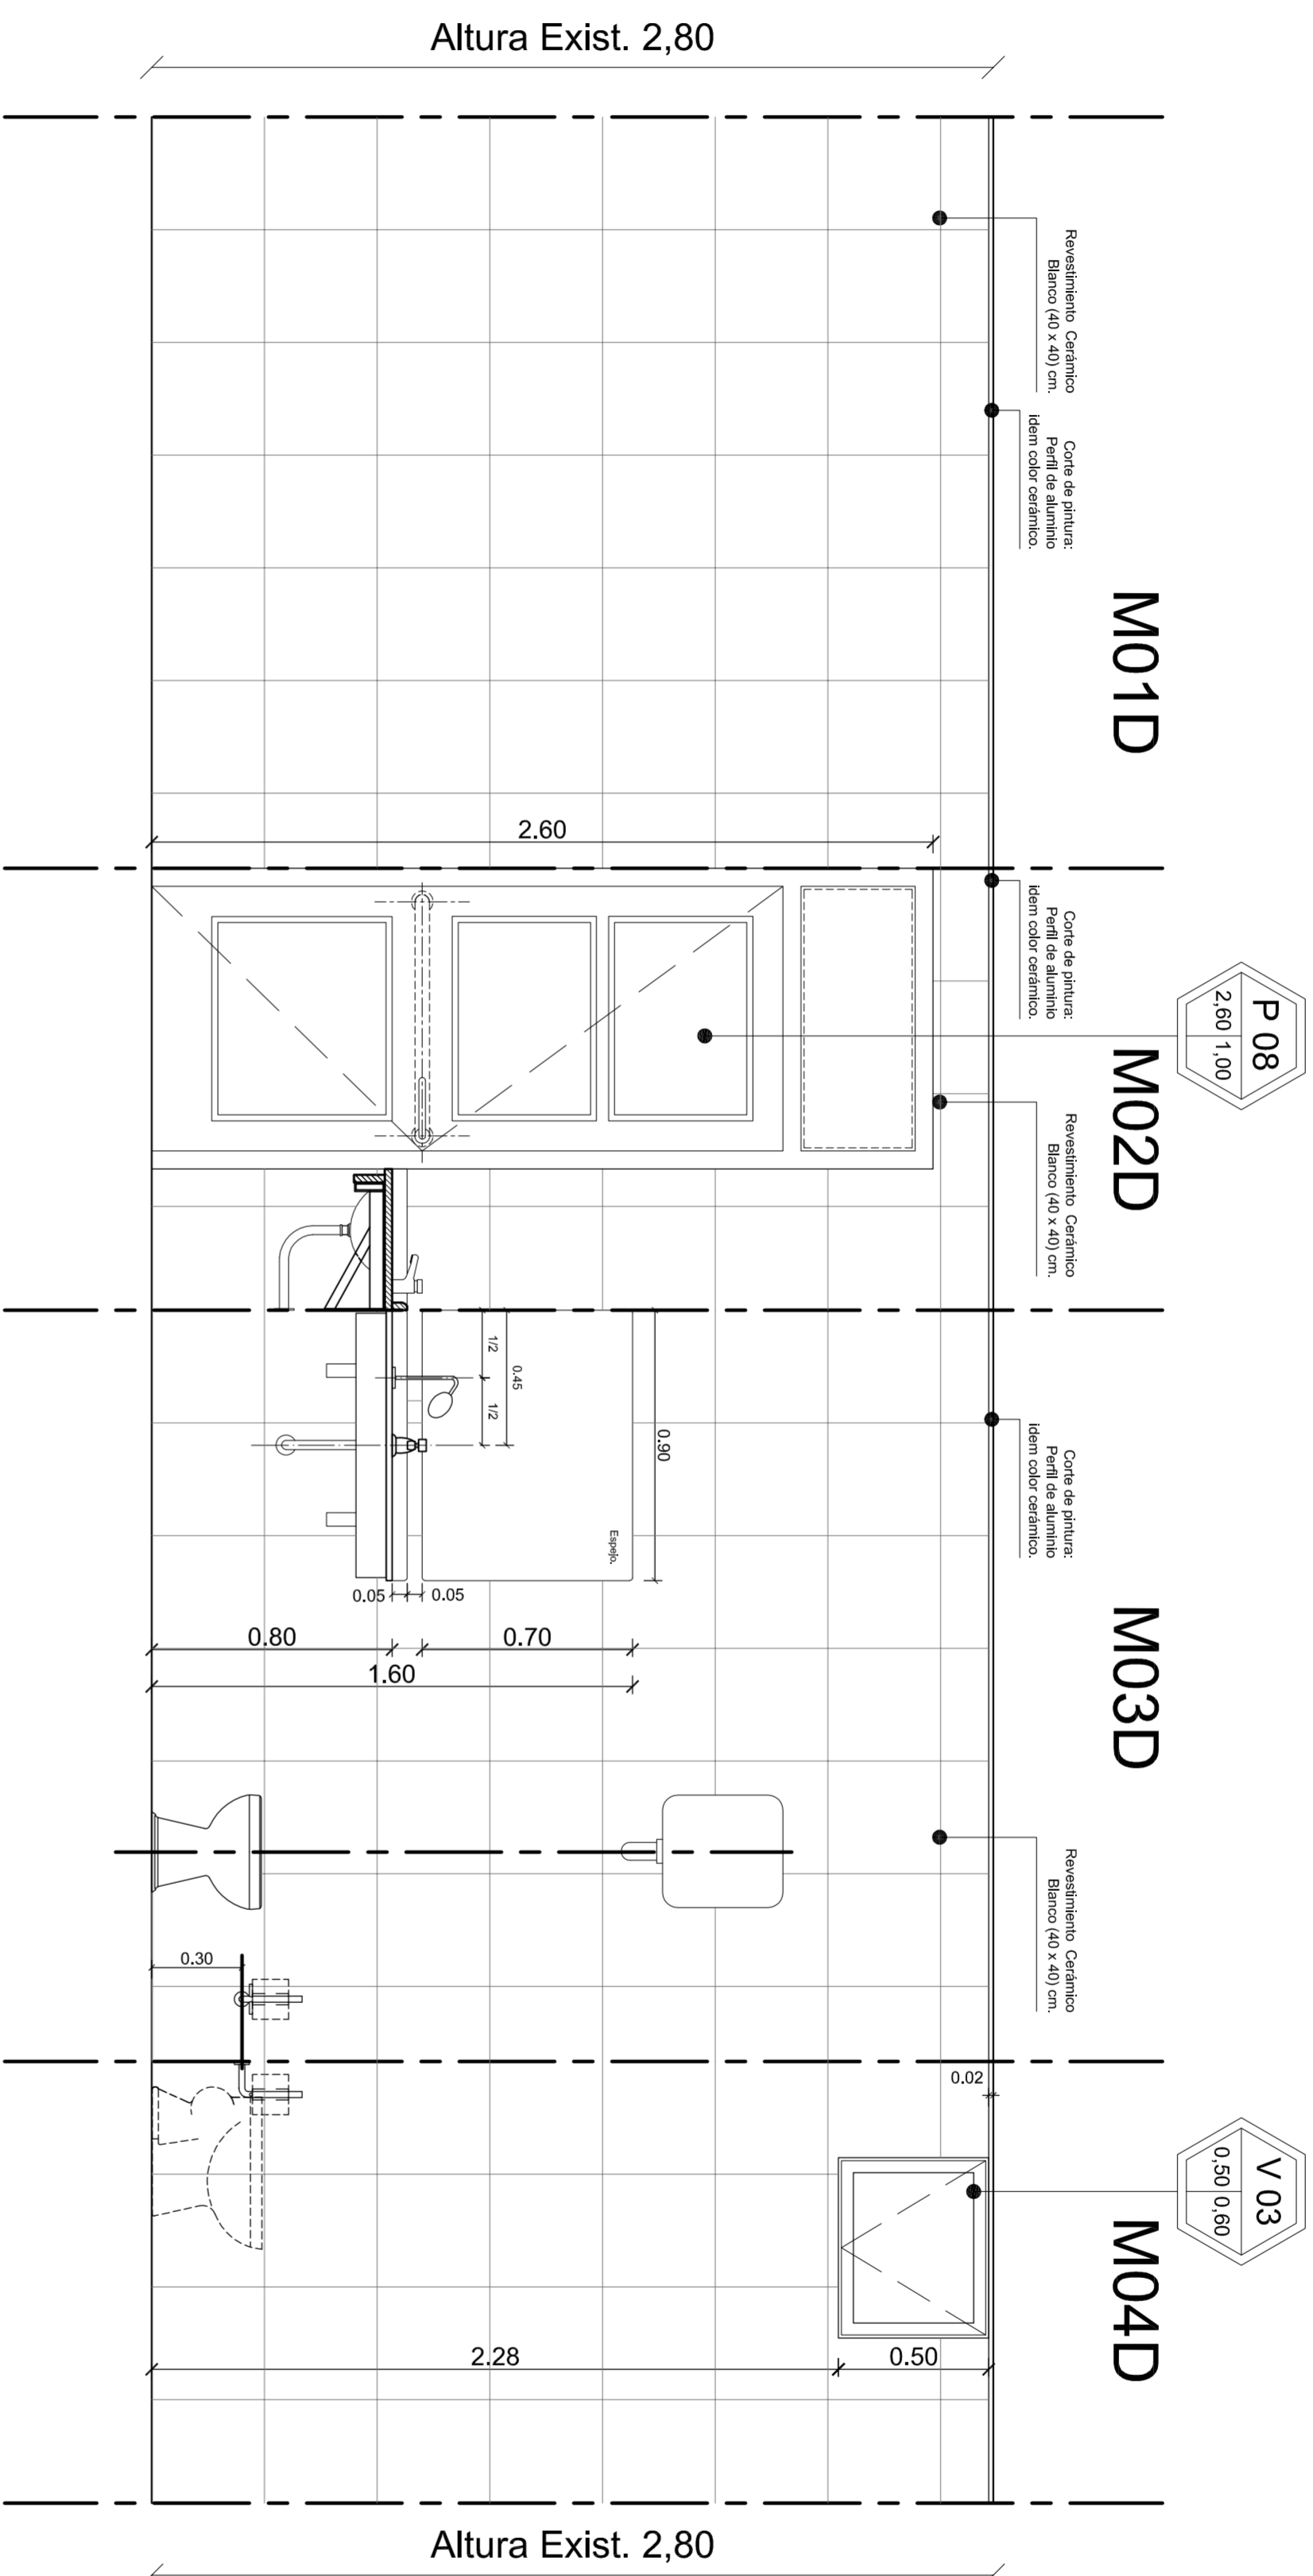 Altura Exist. 2,80
M01D
Revestimiento Cerámico
Blanco (40 x 40) cm.
Corte de pintura:
Perfil de aluminio
idem color cerámico.
2.60
M02D
P 08
2,60 1,00
Corte de pintura:
Perfil de aluminio
idem color cerámico.
Revestimiento Cerámico
Blanco (40 x 40) cm.
M03D
Corte de pintura:
Perfil de aluminio
idem color cerámico.
1/2
1/2
0.45
0.90
Espejo.
0.05
0.05
0.80
0.70
1.60
Revestimiento Cerámico
Blanco (40 x 40) cm.
0.30
M04D
V 03
0,50 0,60
0.02
2.28
0.50
Altura Exist. 2,80